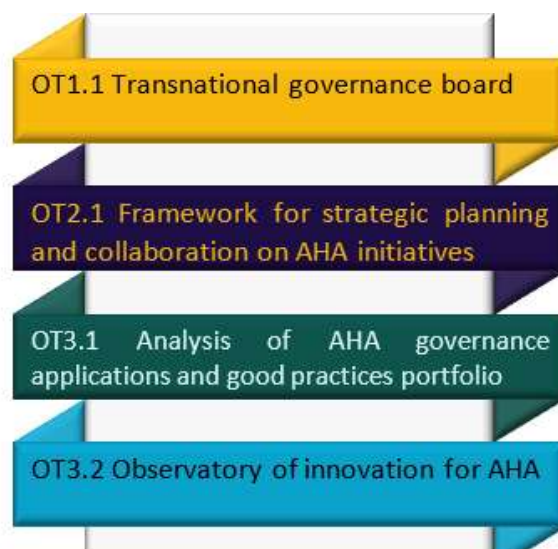 OT1.1 Transnational governance board
OT2.1 Framework for strategic planning
and collaboration on AHA initiatives
OT3.1 Analysis of AHA governance
applications and good practices portfolio
OT3.2 Observatory of innovation for AHA